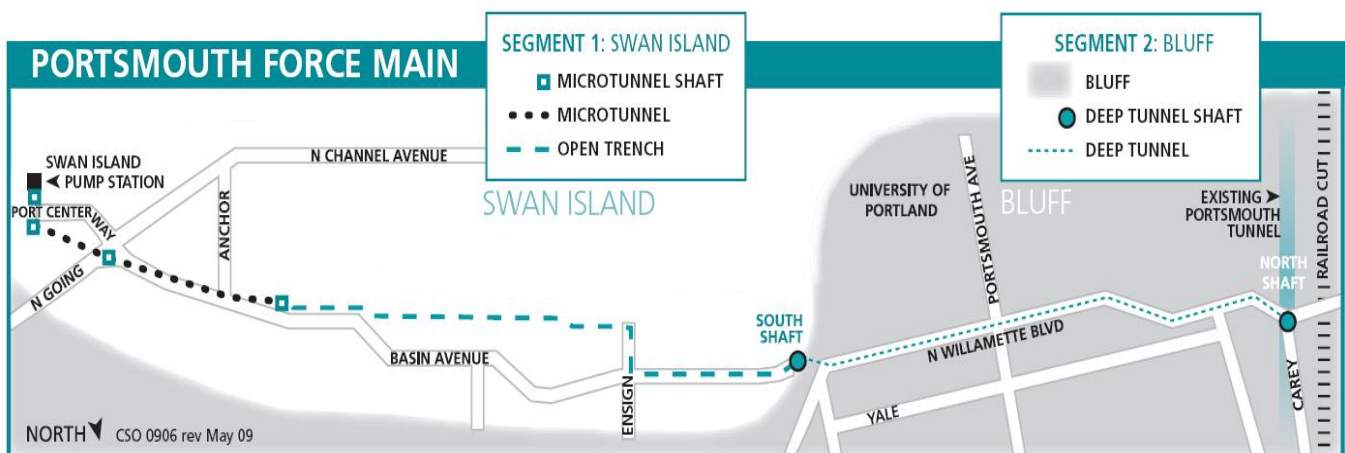 PORTSMOUTH FORCE MAIN
SEGMENT 1: SWAN ISLAND
MICROTUNNEL SHAFT
MICROTUNNEL
OPEN TRENCH
SEGMENT 2: BLUFF
BLUFF
DEEP TUNNEL SHAFT
DEEP TUNNEL
SWAN ISLAND
PUMP STATION
PORT CENTER
WAY
N GOING
N CHANNEL AVENUE
ANCHOR
SWAN ISLAND
BASIN AVENUE
ENSIGN
SOUTH
SHAFT
UNIVERSITY OF
PORTLAND
PORTSMOUTH AVE
BLUFF
N WILLAMETTE BLVD
YALE
EXISTING
PORTSMOUTH
TUNNEL
NORTH
SHAFT
RAILROAD CUT
CAREY
NORTH
CSO 0906 rev May 09